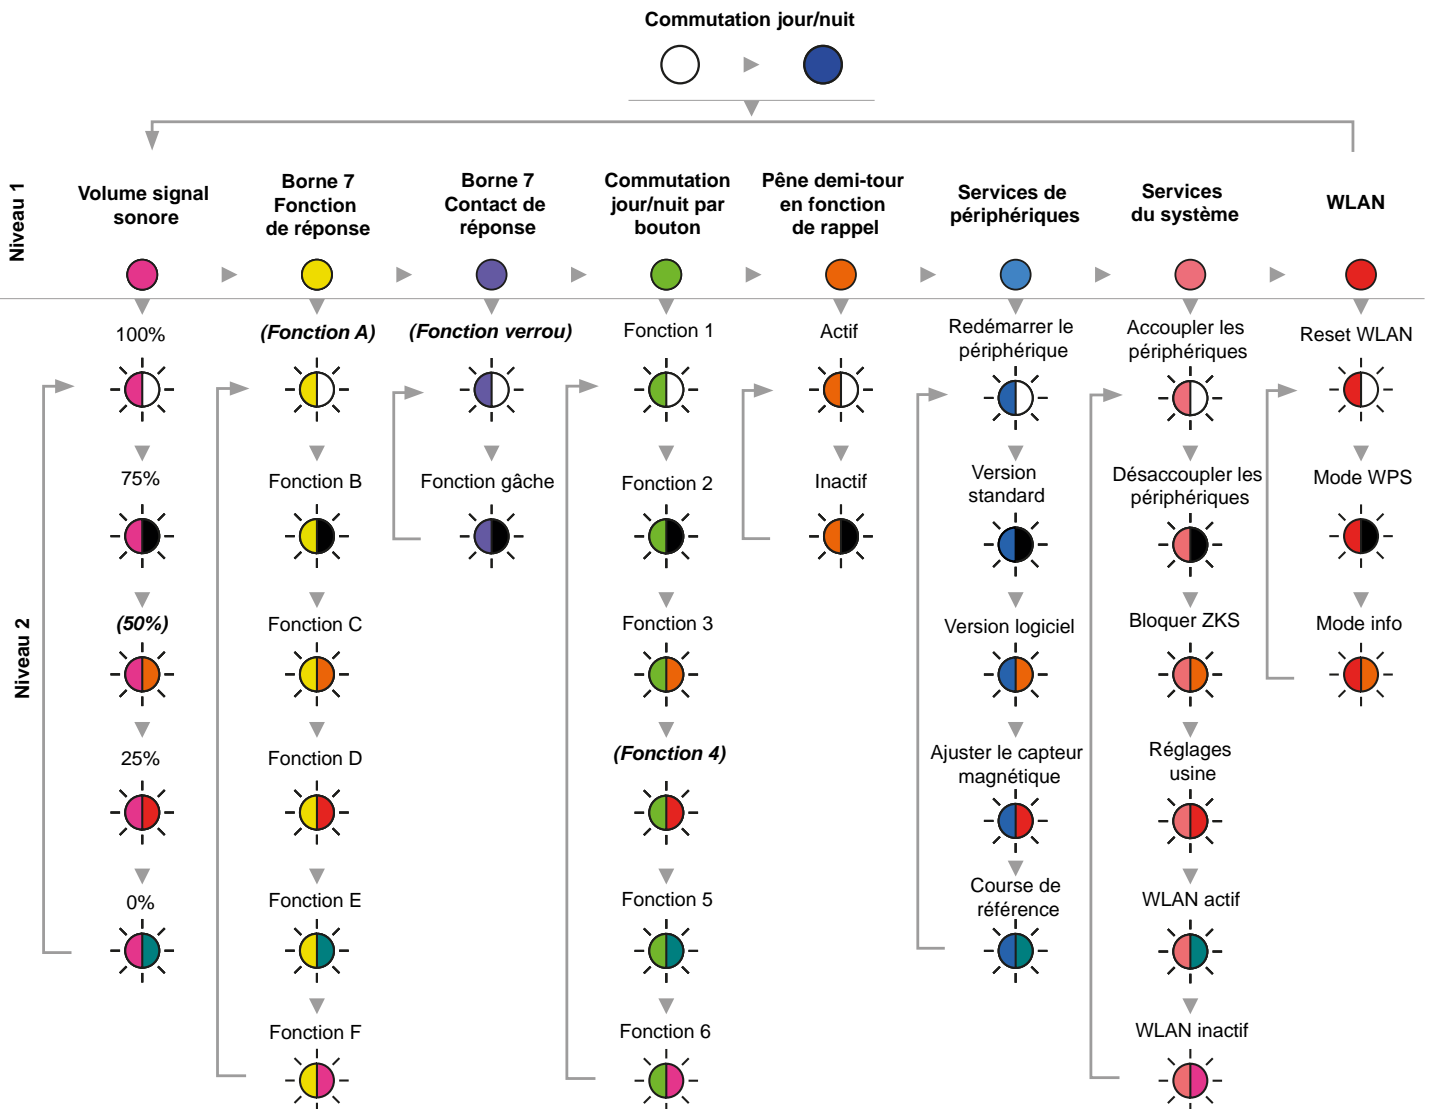 Commutation jour/nuit
Niveau 1
Volume signal
sonore
Borne 7
Fonction
de réponse
Borne 7
Contact de
réponse
Commutation
jour/nuit par
bouton
Pêne demi-tour
en fonction
de rappel
Services de
périphériques
Services
du système
WLAN
Niveau 2
100%
75%
(50%)
25%
0%
(Fonction A)
Fonction B
Fonction C
Fonction D
Fonction E
Fonction F
(Fonction verrou)
Fonction gâche
Fonction 1
Fonction 2
Fonction 3
(Fonction 4)
Fonction 5
Fonction 6
Actif
Inactif
Redémarrer le
périphérique
Version
standard
Version logiciel
Ajuster le capteur
magnétique
Course de
référence
Accoupler les
périphériques
Désaccoupler les
périphériques
Bloquer ZKS
Réglages
usine
WLAN actif
WLAN inactif
Reset WLAN
Mode WPS
Mode info